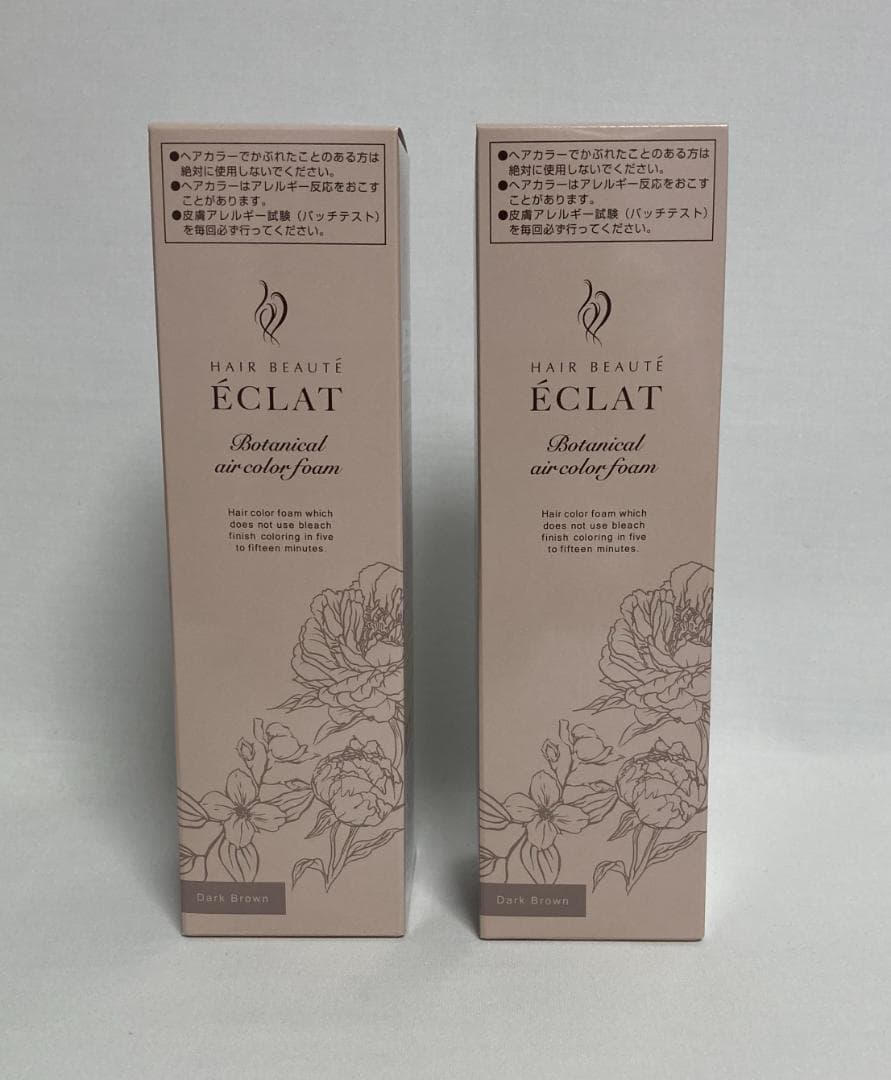 ●ヘアカラーでかぶれたことのある方は
絶対に使用しないでください。
●ヘアカラーはアレルギー反応をおこす
ことがあります。
●皮膚アレルギー試験（パッチテスト）
を毎回必ず行ってください。
HAIR BEAUTÉ
ÉCLAT
Botanical
air color foam
Hair color foam which
does not use bleach
finish coloring in five
to fifteen minutes.
Dark Brown
●ヘアカラーでかぶれたことのある方は
絶対に使用しないでください。
●ヘアカラーはアレルギー反応をおこす
ことがあります。
●皮膚アレルギー試験（パッチテスト）
を毎回必ず行ってください。
HAIR BEAUTÉ
ÉCLAT
Botanical
air color foam
Hair color foam which
does not use bleach
finish coloring in five
to fifteen minutes.
Dark Brown